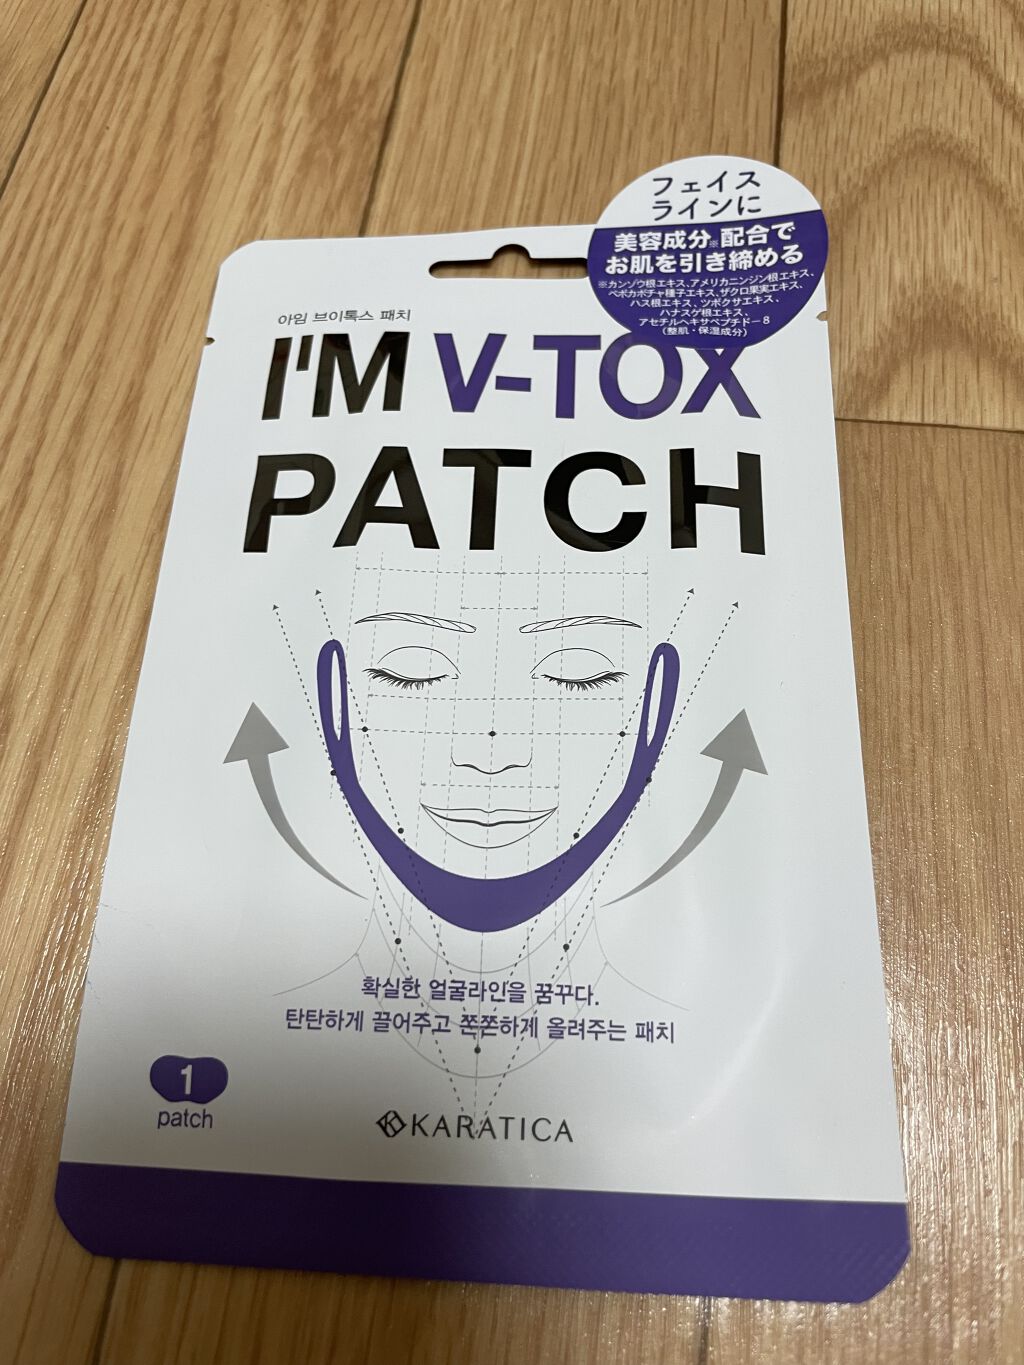 フェイス
ラインに
美容成分※配合で
お肌を引き締める
※カンゾウ根エキス、アメリカニンジン根エキス、
ペポカボチャ種子エキス、ザクロ果実エキス、
ハス根エキス、ツボクサエキス、
ハナスゲ根エキス、
アセチルヘキサペプチド－8
(整肌・保湿成分)
아임 브이톡스 패치
I'M V-TOX
PATCH
확실한 얼굴라인을 꿈꾸다.
탄탄하게 끌어주고 쫀쫀하게 올려주는 패치
1
patch
KARATICA